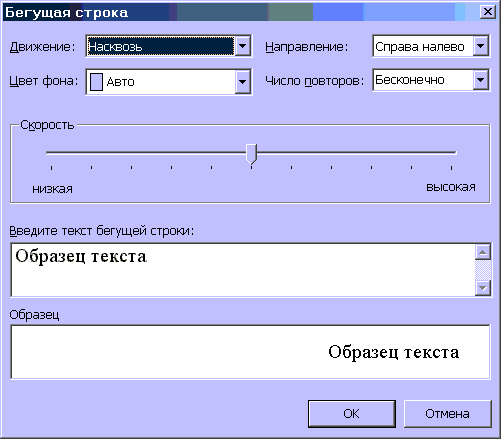 Бегущая строка
Движение: Насквозь Направление: Справа налево
Цвет фона: Авто Число повторов: Бесконечно
Скорость
низкая высокая
Введите текст бегущей строки:
Образец текста
Образец
Образец текста
OK Отмена